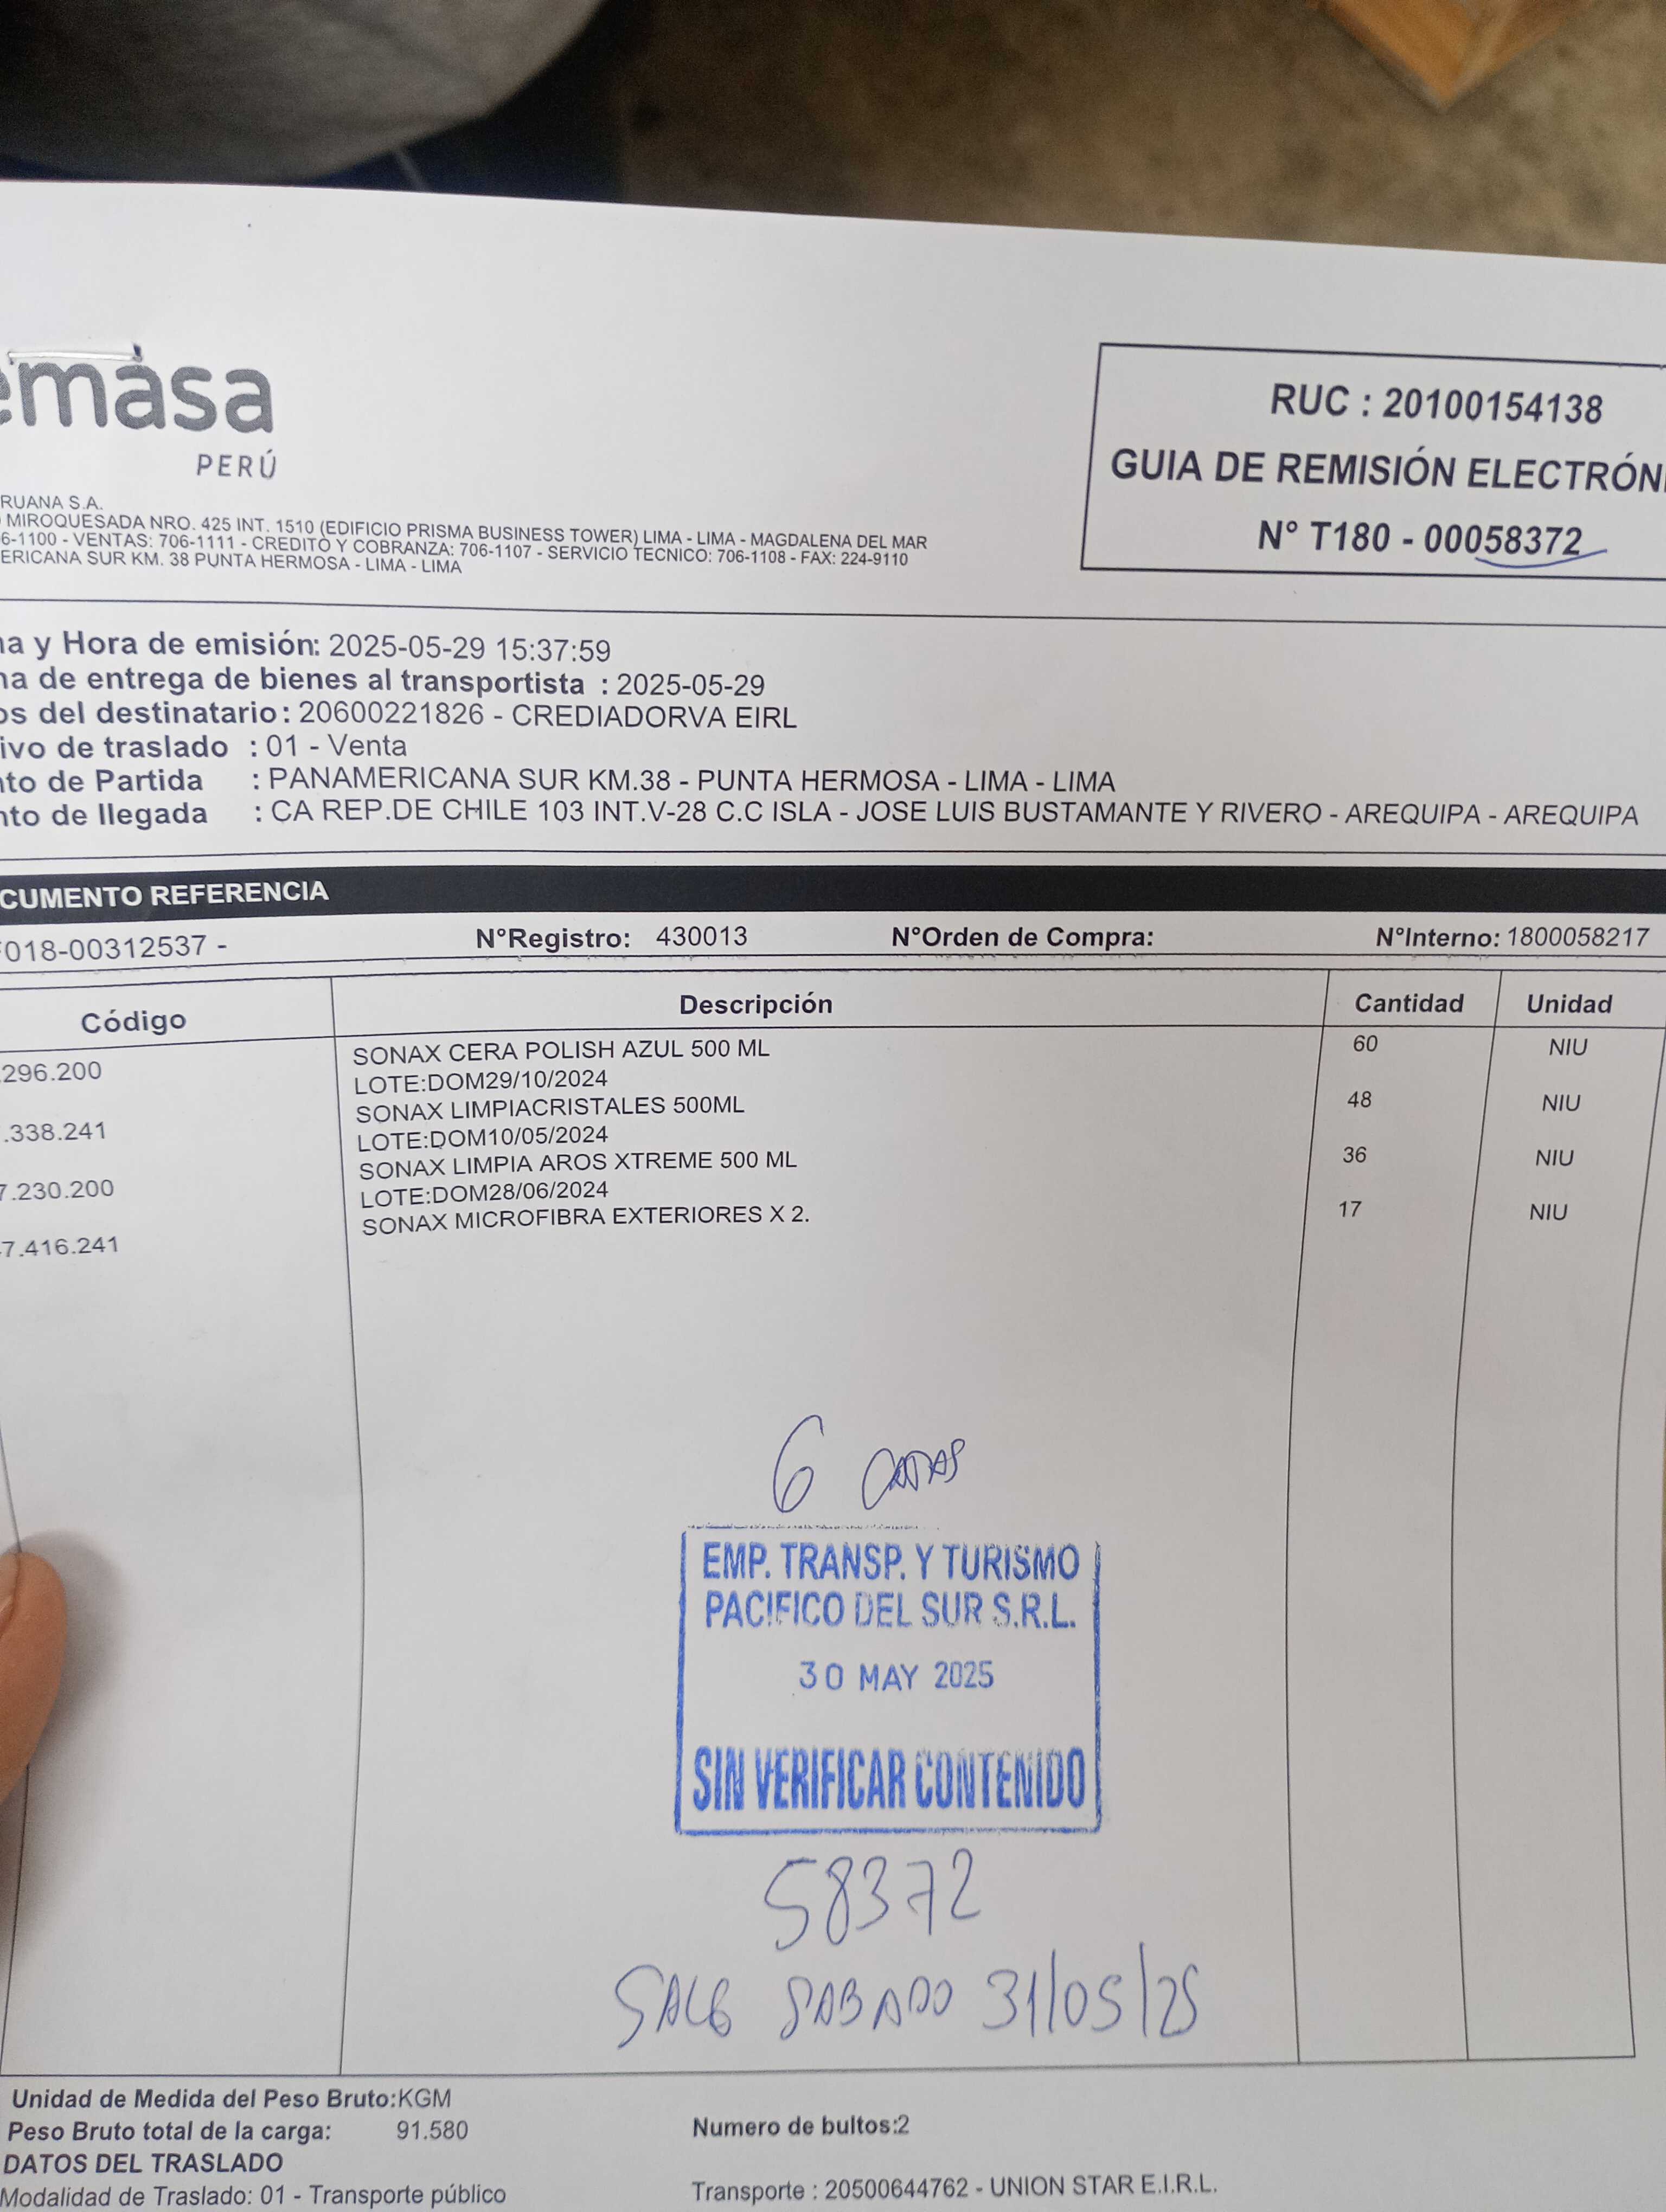 emasa
PERÚ
RUANA S.A.
MIROQUESADA NRO. 425 INT. 1510 (EDIFICIO PRISMA BUSINESS TOWER) LIMA - LIMA - MAGDALENA DEL MAR
6-1100 - VENTAS: 706-1111 - CREDITO Y COBRANZA: 706-1107 - SERVICIO TECNICO: 706-1108 - FAX: 224-9110
ERICANA SUR KM. 38 PUNTA HERMOSA - LIMA - LIMA
RUC : 20100154138
GUIA DE REMISIÓN ELECTRÓN
N° T180 - 00058372
na y Hora de emisión: 2025-05-29 15:37:59
na de entrega de bienes al transportista : 2025-05-29
os del destinatario: 20600221826 - CREDIADORVA EIRL
ivo de traslado : 01 - Venta
nto de Partida : PANAMERICANA SUR KM.38 - PUNTA HERMOSA - LIMA - LIMA
nto de llegada : CA REP.DE CHILE 103 INT.V-28 C.C ISLA - JOSE LUIS BUSTAMANTE Y RIVERO - AREQUIPA - AREQUIPA
CUMENTO REFERENCIA
F018-00312537 - N°Registro: 430013 N°Orden de Compra: N°Interno: 1800058217
Código Descripción Cantidad Unidad
.296.200 SONAX CERA POLISH AZUL 500 ML 60 NIU
LOTE:DOM29/10/2024
.338.241 SONAX LIMPIACRISTALES 500ML 48 NIU
LOTE:DOM10/05/2024
7.230.200 SONAX LIMPIA AROS XTREME 500 ML 36 NIU
LOTE:DOM28/06/2024
7.416.241 SONAX MICROFIBRA EXTERIORES X 2. 17 NIU
6 CAJAS
EMP. TRANSP. Y TURISMO
PACIFICO DEL SUR S.R.L.
30 MAY 2025
SIN VERIFICAR CONTENIDO
58372
SALE SABADO 31/05/25
Unidad de Medida del Peso Bruto:KGM
Peso Bruto total de la carga: 91.580 Numero de bultos:2
DATOS DEL TRASLADO
Modalidad de Traslado: 01 - Transporte público Transporte : 20500644762 - UNION STAR E.I.R.L.